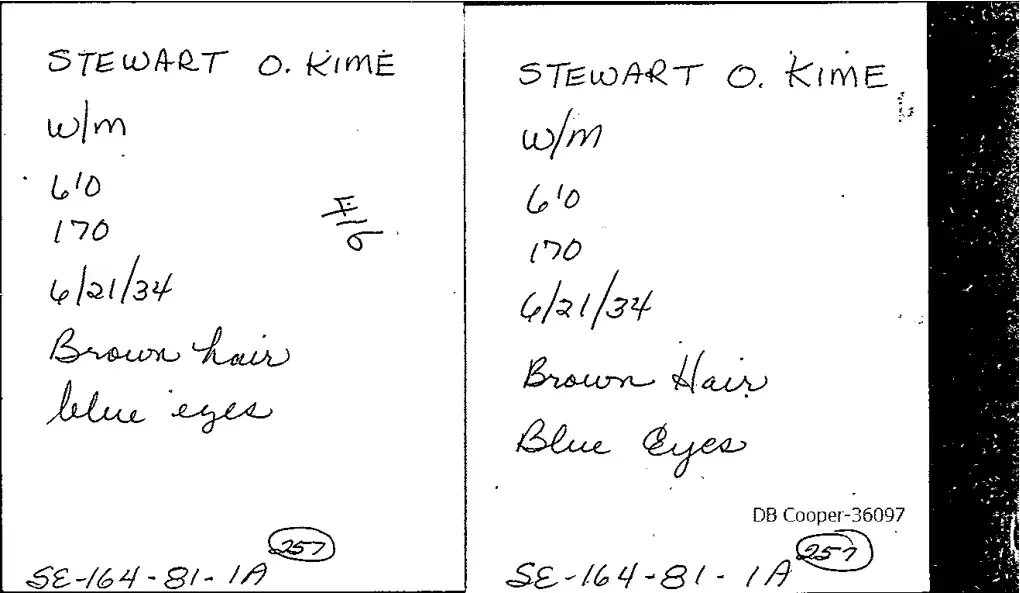 STEWART O. KIME
W/M
6'0
170
F/G
6/21/34
Brown hair
blue eyes
257
SE-164-81-1A
STEWART O. KIME
W/M
6'0
170
6/21/34
Brown Hair
Blue Eyes
DB Cooper-36097
257
SE-164-81-1A